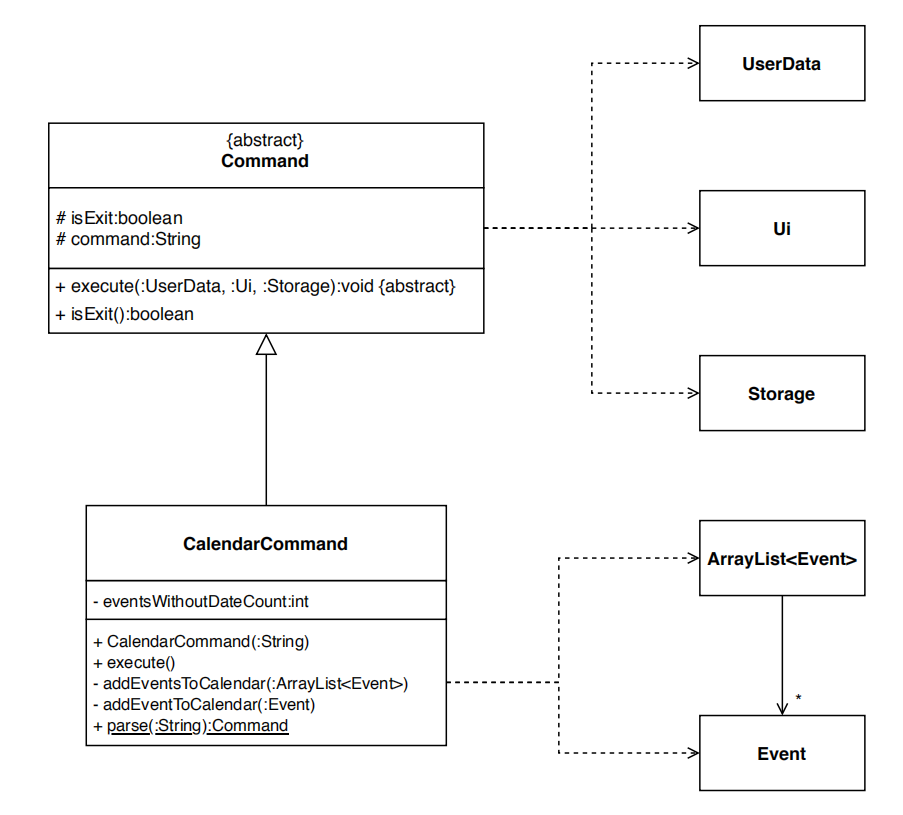 UserData
{abstract}
Command
# isExit:boolean
# command:String
+ execute(:UserData, :Ui, :Storage):void {abstract}
+ isExit():boolean
Ui
Storage
CalendarCommand
- eventsWithoutDateCount:int
+ CalendarCommand(:String)
+ execute()
- addEventsToCalendar(:ArrayList<Event>)
- addEventToCalendar(:Event)
+ parse(:String):Command
ArrayList<Event>
*
Event